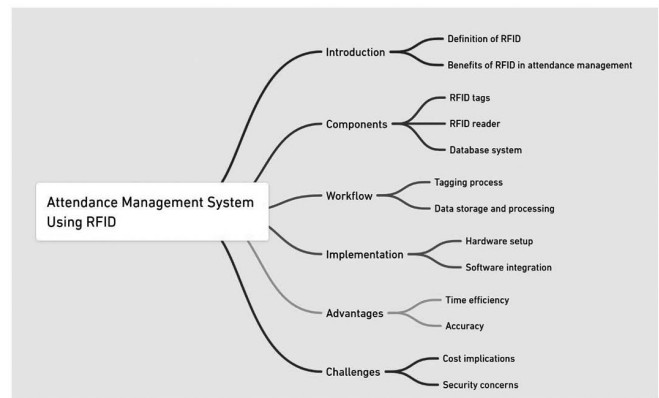 Attendance Management System
Using RFID
Introduction
Definition of RFID
Benefits of RFID in attendance management
Components
RFID tags
RFID reader
Database system
Workflow
Tagging process
Data storage and processing
Implementation
Hardware setup
Software integration
Advantages
Time efficiency
Accuracy
Challenges
Cost implications
Security concerns